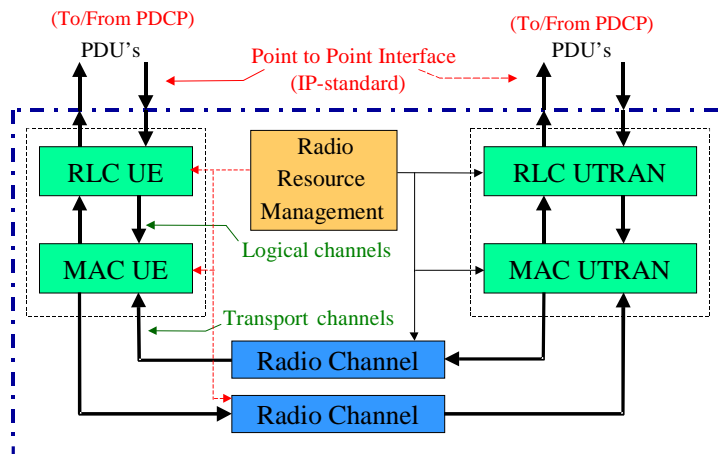 (To/From PDCP)
(To/From PDCP)
PDU's
PDU's
Point to Point Interface
(IP-standard)
Radio
Resource
Management
RLC UE
RLC UTRAN
Logical channels
MAC UE
MAC UTRAN
Transport channels
Radio Channel
Radio Channel